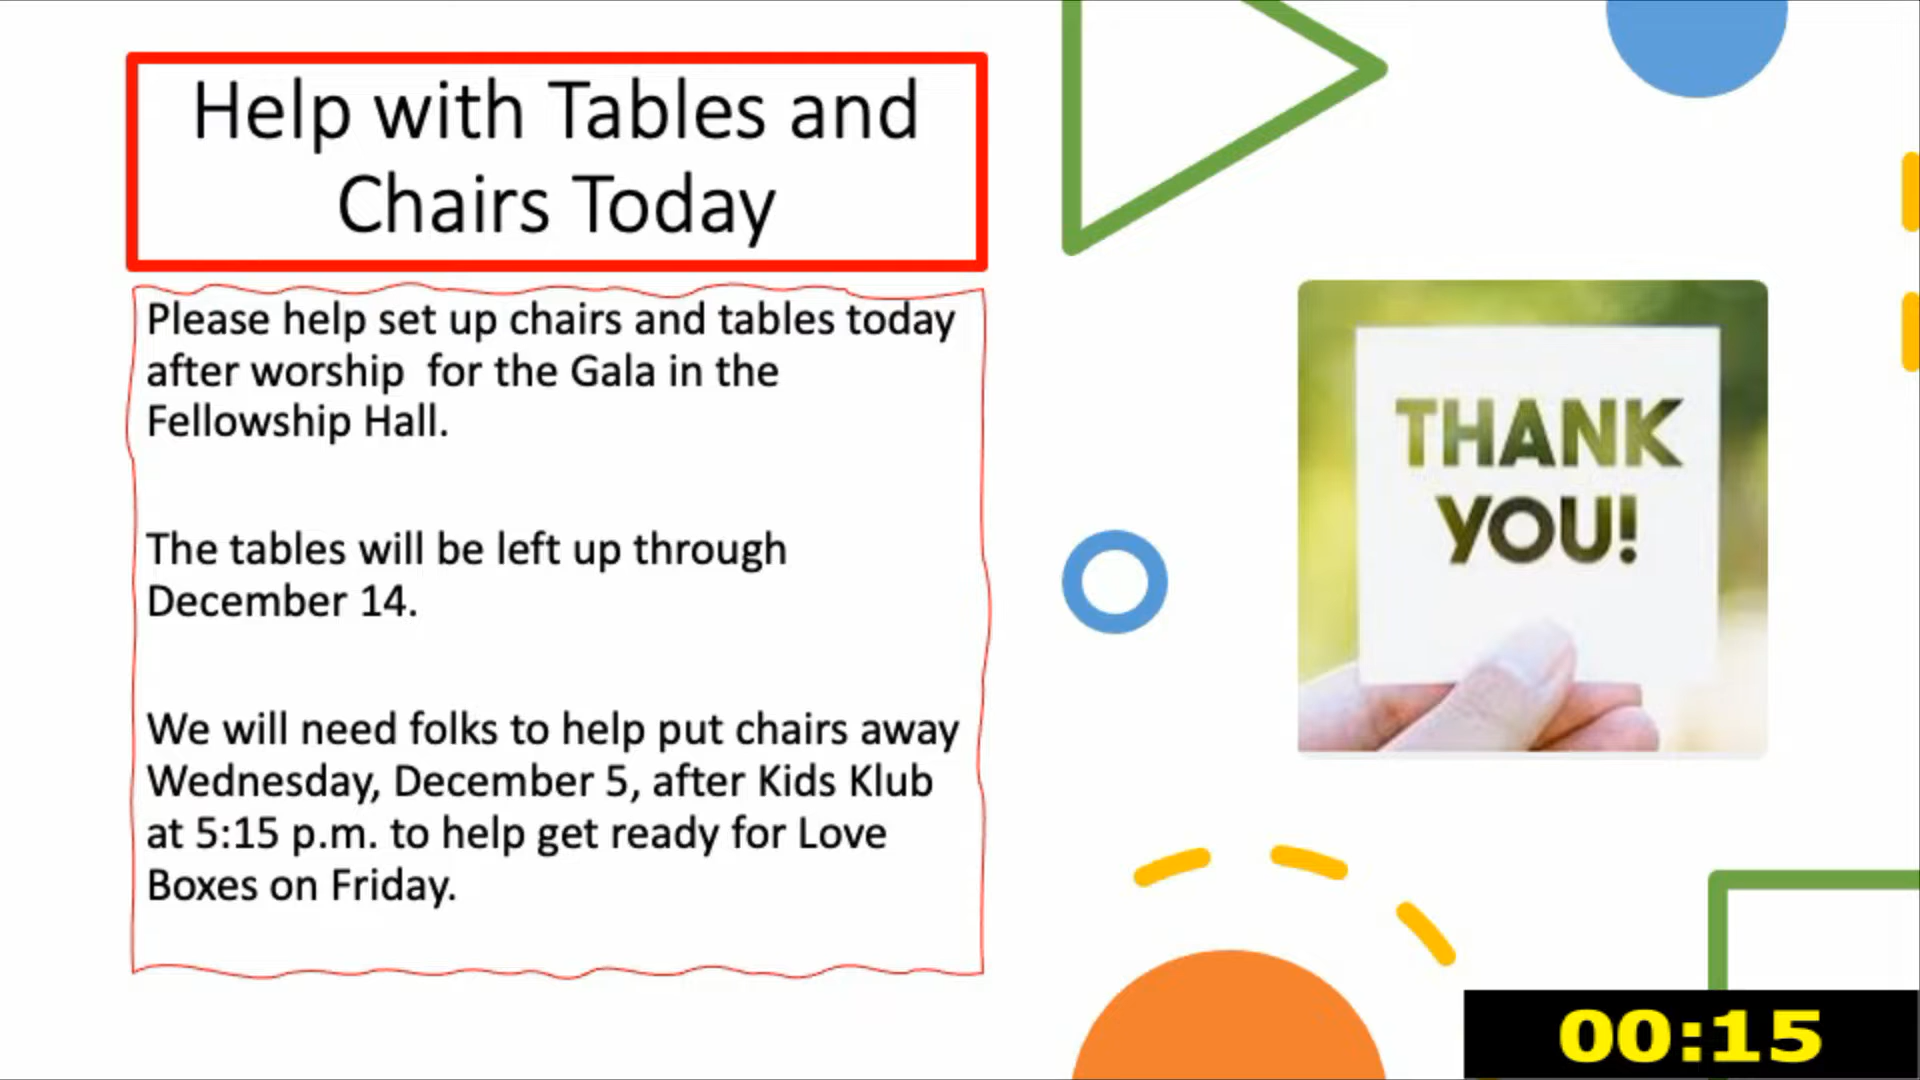 Help with Tables and
Chairs Today
Please help set up chairs and tables today
after worship  for the Gala in the
Fellowship Hall.
The tables will be left up through
December 14.
We will need folks to help put chairs away
Wednesday, December 5, after Kids Klub
at 5:15 p.m. to help get ready for Love
Boxes on Friday.
THANK
YOU!
00:15